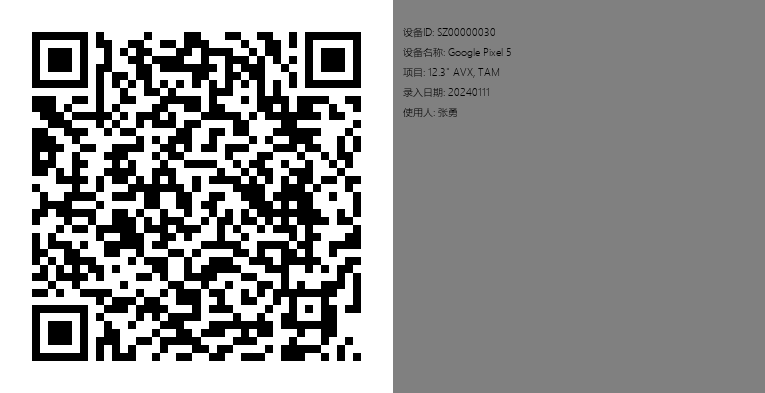 设备ID: SZ00000030
设备名称: Google Pixel 5
项目: 12.3" AVX, TAM
录入日期: 20240111
使用人: 张勇